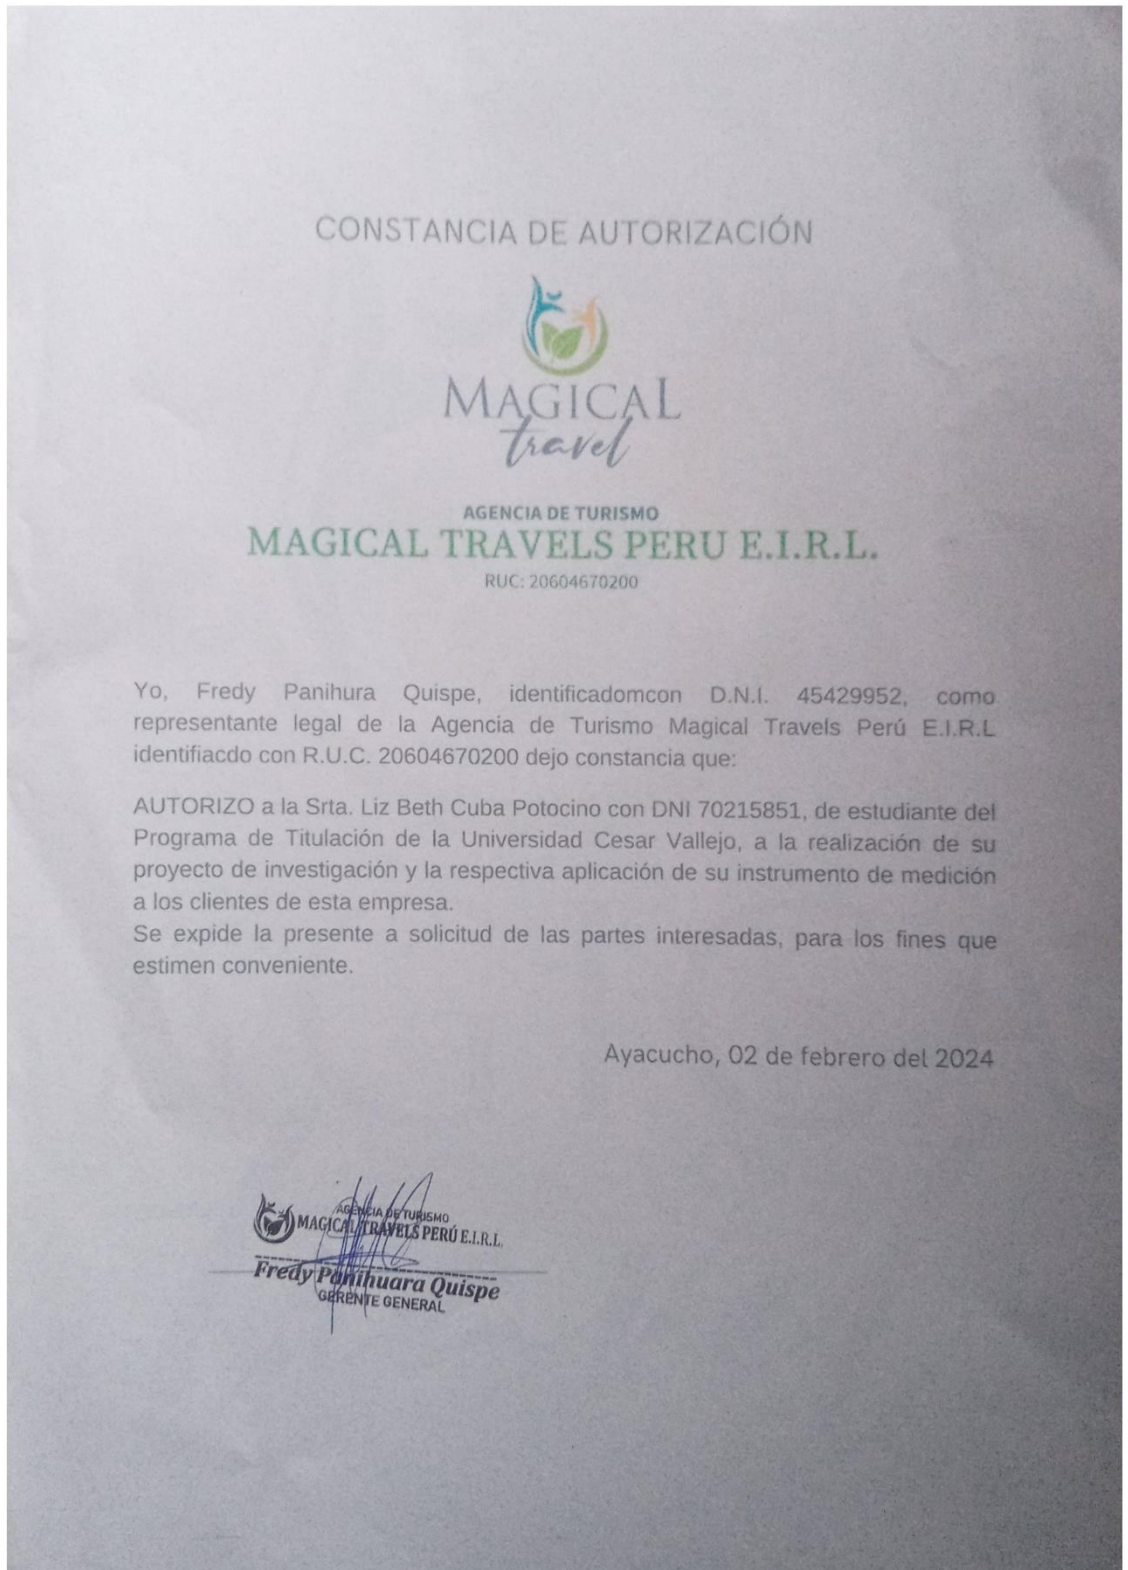 CONSTANCIA DE AUTORIZACIÓN
MAGICAL
travel
AGENCIA DE TURISMO
MAGICAL TRAVELS PERU E.I.R.L.
RUC: 20604670200
Yo, Fredy Panihura Quispe, identificadomcon D.N.I. 45429952, como
representante legal de la Agencia de Turismo Magical Travels Perú E.I.R.L
identifiacdo con R.U.C. 20604670200 dejo constancia que:
AUTORIZO a la Srta. Liz Beth Cuba Potocino con DNI 70215851, de estudiante del
Programa de Titulación de la Universidad Cesar Vallejo, a la realización de su
proyecto de investigación y la respectiva aplicación de su instrumento de medición
a los clientes de esta empresa.
Se expide la presente a solicitud de las partes interesadas, para los fines que
estimen conveniente.
Ayacucho, 02 de febrero del 2024
AGENCIA DE TURISMO
MAGICAL TRAVELS PERÚ E.I.R.L.
Fredy Panihuara Quispe
GERENTE GENERAL